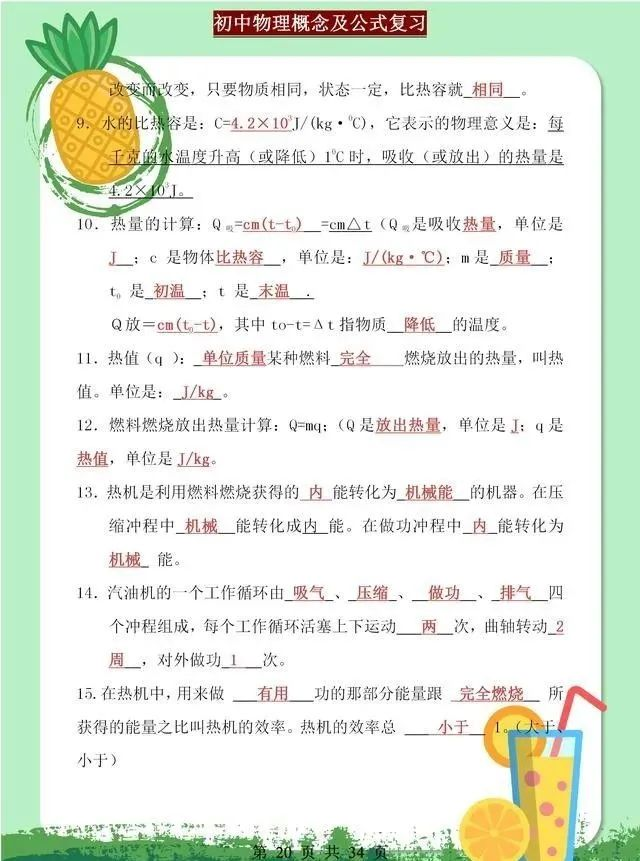 初中物理概念及公式复习
改变而改变，只要物质相同，状态一定，比热容就 相同 。
9．水的比热容是：C=4.2×10³J/(kg·⁰C)，它表示的物理意义是：每
千克的水温度升高（或降低）1⁰C 时，吸收（或放出）的热量是
4.2×10³J。
10．热量的计算：Q吸=cm(t-t₀) =cm△t（Q吸是吸收热量，单位是
J ；c 是物体比热容 ，单位是：J/(kg·℃)；m是 质量 ；
t₀ 是 初温 ；t 是 末温 .
Q放＝cm(t₀-t)，其中 to-t=Δt 指物质 降低 的温度。
11．热值（q ）： 单位质量某种燃料 完全 燃烧放出的热量，叫热
值。单位是： J/kg 。
12．燃料燃烧放出热量计算：Q=mq；（Q 是放出热量，单位是 J；q 是
热值，单位是 J/kg。
13．热机是利用燃料燃烧获得的 内 能转化为 机械能 的机器。在压
缩冲程中 机械 能转化成内 能。在做功冲程中 内 能转化为
机械 能。
14．汽油机的一个工作循环由 吸气 、 压缩 、 做功 、 排气 四
个冲程组成，每个工作循环活塞上下运动 两 次，曲轴转动 2
周 ，对外做功 1 次。
15.在热机中，用来做 有用 功的那部分能量跟 完全燃烧 所
获得的能量之比叫热机的效率。热机的效率总 小于 1。（大于、
小于）
第 20 页 共 34 页